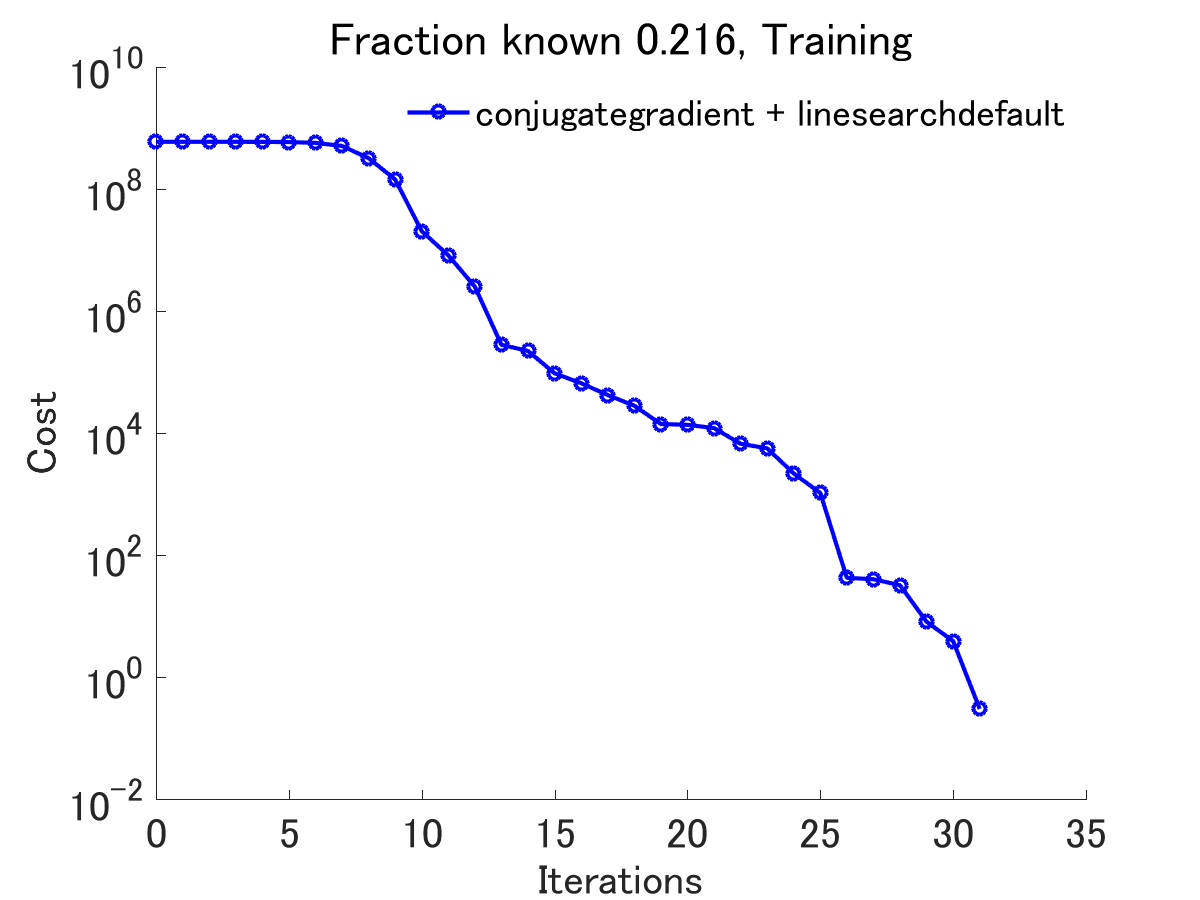 Fraction known 0.216, Training
conjugategradient + linesearchdefault
10^10
10^8
10^6
10^4
10^2
10^0
10^-2
Cost
0 5 10 15 20 25 30 35
Iterations